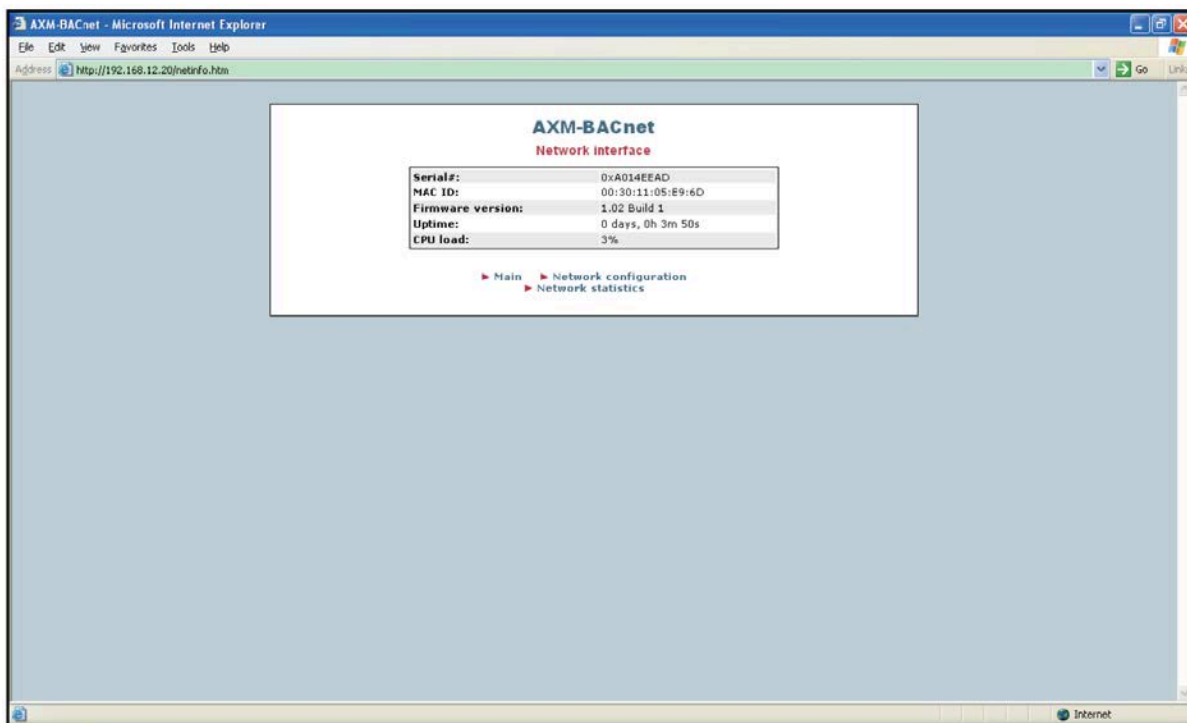 AXM-BACnet - Microsoft Internet Explorer
File Edit View Favorites Tools Help
Address http://192.168.12.20/netinfo.htm Go Links
AXM-BACnet
Network interface
Serial#: 0xA014EEAD
MAC ID: 00:30:11:05:E9:6D
Firmware version: 1.02 Build 1
Uptime: 0 days, 0h 3m 50s
CPU load: 3%
Main Network configuration
Network statistics
Internet